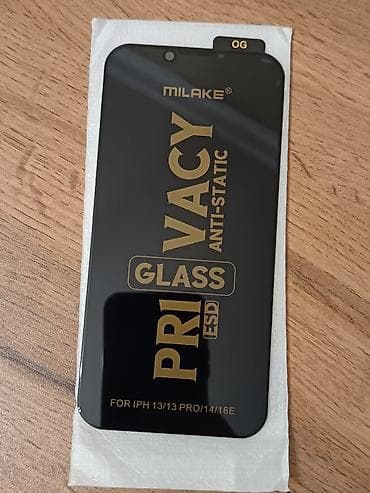 OG
MILAKE®
PRIVACY
ANTI-STATIC
GLASS
ESD
FOR IPH 13/13 PRO/14/16E